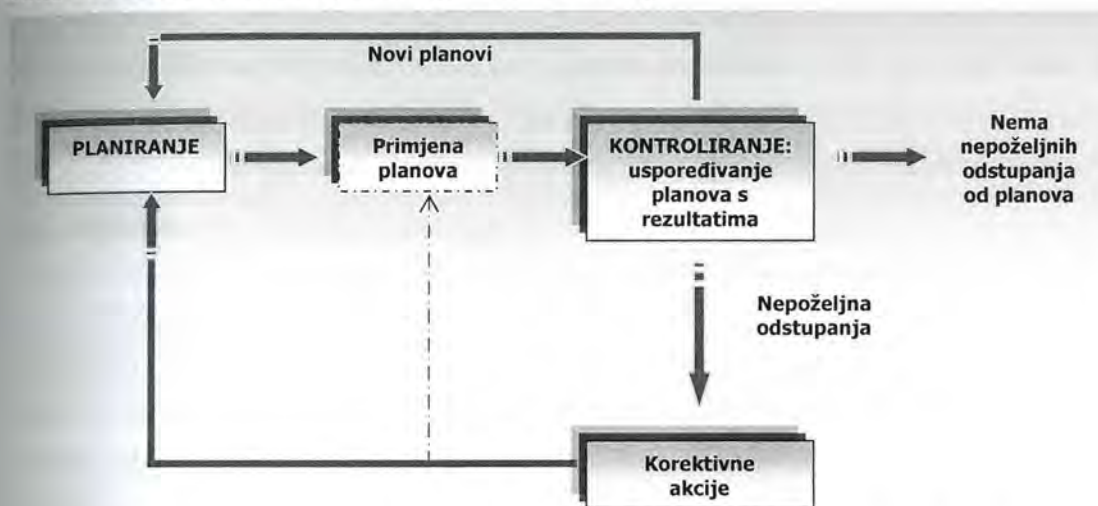 Novi planovi
PLANIRANJE
Primjena
planova
KONTROLIRANJE:
uspoređivanje
planova s
rezultatima
Nema
nepoželjnih
odstupanja
od planova
Nepoželjna
odstupanja
Korektivne
akcije